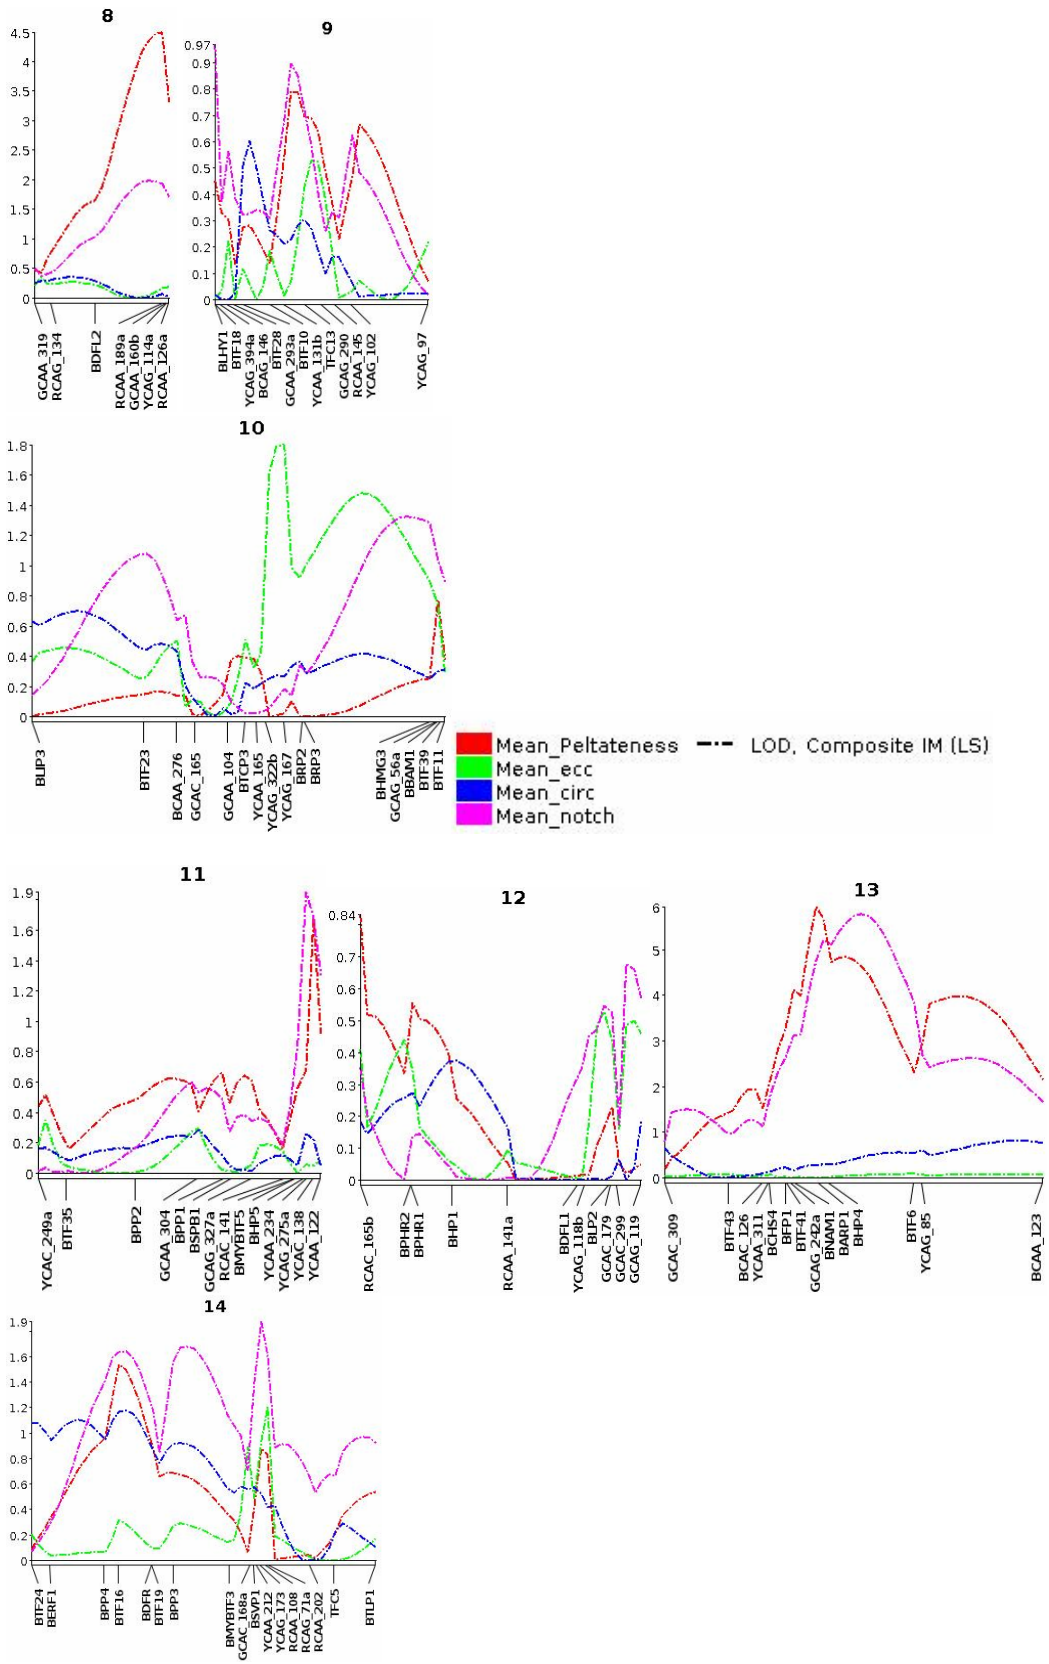 8
4.5
4
3.5
3
2.5
2
1.5
1
0.5
0
GCAA_319
RCAG_134
BDFL2
RCAA_189a
GCAA_160b
YCAG_114a
RCAA_126a
9
0.97
0.9
0.8
0.7
0.6
0.5
0.4
0.3
0.2
0.1
0
BLHY1
BTF18
YCAG_394a
BCAG_146
BTF28
GCAA_293a
BTF10
YCAA_131b
TFC13
GCAG_290
RCAA_145
YCAG_102
YCAG_97
10
1.8
1.6
1.4
1.2
1
0.8
0.6
0.4
0.2
0
BLIP3
BTF23
BCAA_276
GCAC_165
GCAA_104
BTCP3
YCAA_165
YCAG_322b
YCAG_167
BRP2
BRP3
BHMG3
GCAG_56a
BBAM1
BTF39
BTF11
Mean_Peltateness
LOD, Composite IM (LS)
Mean_ecc
Mean_circ
Mean_notch
11
1.9
1.6
1.4
1.2
1
0.8
0.6
0.4
0.2
0
YCAC_249a
BTF35
BPP2
GCAA_304
BPP1
BSPB1
GCAG_327a
RCAC_141
BMYBTF5
BHP5
YCAA_234
YCAG_275a
YCAC_138
YCAA_122
12
0.84
0.7
0.6
0.5
0.4
0.3
0.2
0.1
0
RCAC_165b
BPHR2
BPHR1
BHP1
RCAA_141a
BDFL1
YCAG_118b
BLP2
GCAC_179
GCAC_299
GCAG_119
13
6
5
4
3
2
1
0
GCAC_309
BTF43
BCAC_126
YCAA_311
BCHS4
BFP1
BTF41
GCAG_242a
BNAM1
BARP1
BHP4
BTF6
YCAG_85
BCAA_123
14
1.9
1.6
1.4
1.2
1
0.8
0.6
0.4
0.2
0
BTF24
BERF1
BPP4
BTF16
BDFR
BTF19
BPP3
BMYBTF3
GCAC_168a
BSVP1
YCAA_212
YCAG_173
RCAA_108
RCAG_71a
RCAA_202
TFC5
BTLP1